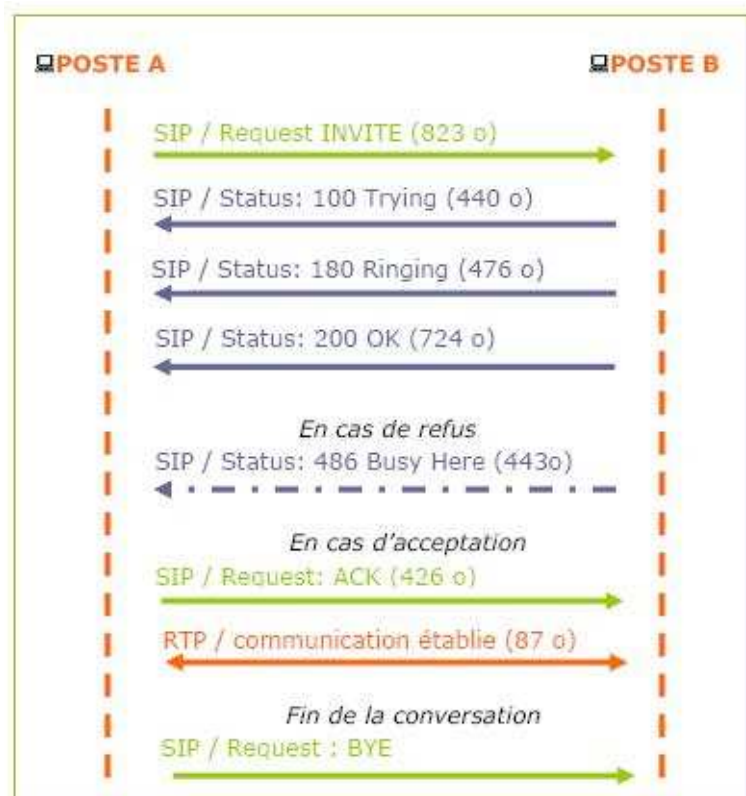 POSTE A POSTE B
SIP / Request INVITE (823 o)
SIP / Status: 100 Trying (440 o)
SIP / Status: 180 Ringing (476 o)
SIP / Status: 200 OK (724 o)
En cas de refus
SIP / Status: 486 Busy Here (443o)
En cas d'acceptation
SIP / Request: ACK (426 o)
RTP / communication établie (87 o)
Fin de la conversation
SIP / Request : BYE